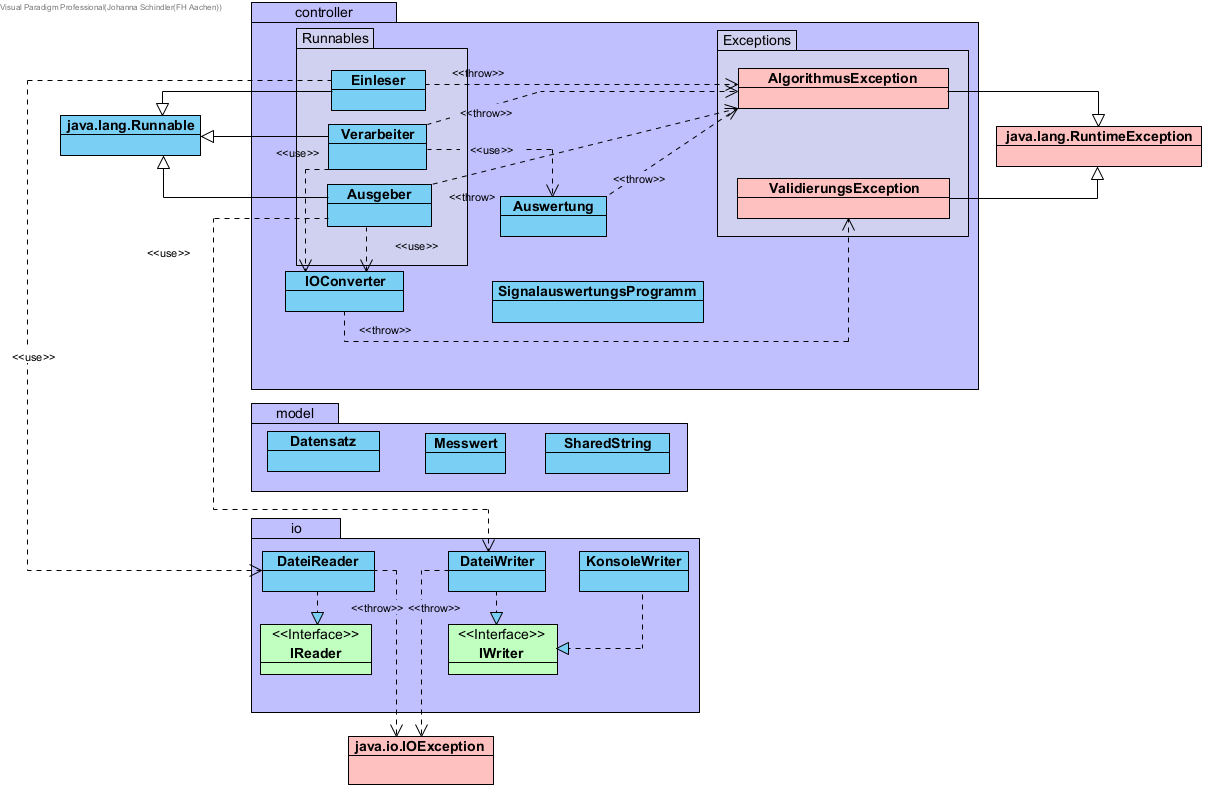 Visual Paradigm Professional(Johanna Schindler(FH Aachen))
controller
Runnables
Exceptions
Einleser
<<throw>>
AlgorithmusException
<<throw>>
java.lang.Runnable
Verarbeiter
java.lang.RuntimeException
<<use>>
<<use>>
<<throw>>
Ausgeber
<<throw>
ValidierungsException
Auswertung
<<use>>
<<use>>
IOConverter
SignalauswertungsProgramm
<<throw>>
<<use>>
model
Datensatz
Messwert
SharedString
io
DateiReader
DateiWriter
KonsoleWriter
<<throw>>
<<throw>>
<<Interface>>
IReader
<<Interface>>
IWriter
java.io.IOException